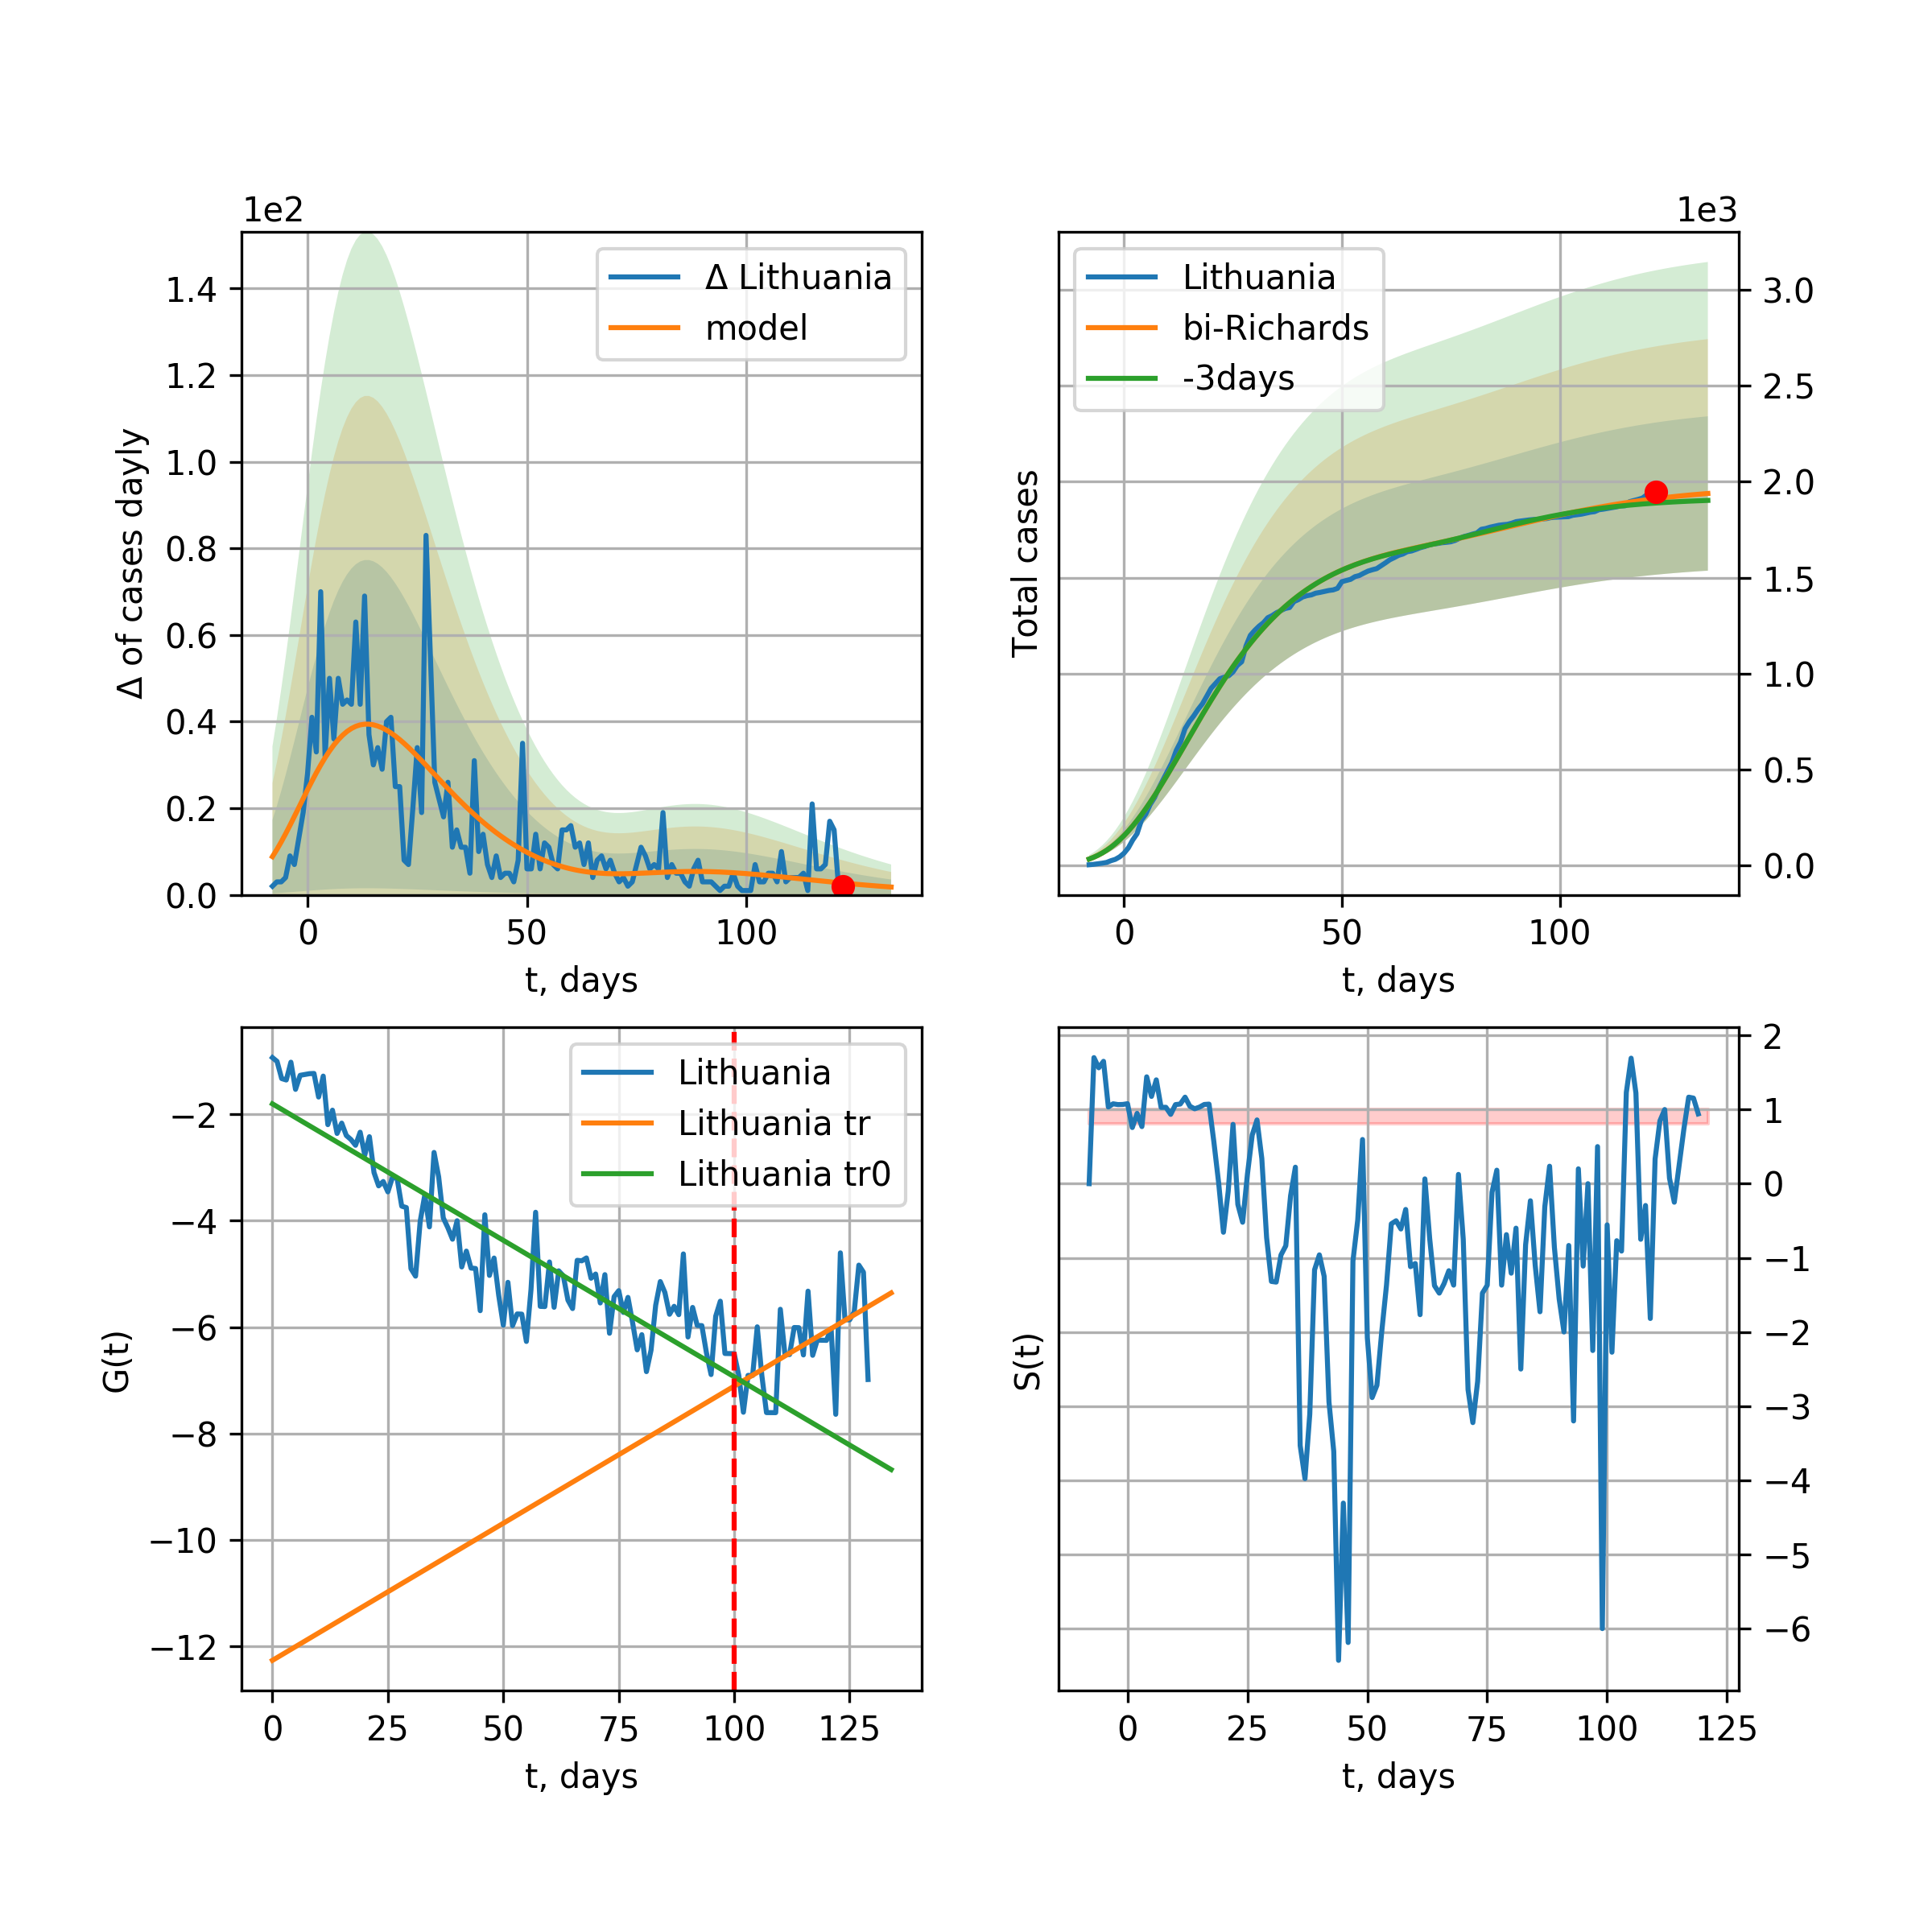 1e2
Δ of cases dayly
1.4
1.2
1.0
0.8
0.6
0.4
0.2
0.0
Δ Lithuania
model
0 50 100
t, days
1e3
Total cases
Lithuania
bi-Richards
-3days
3.0
2.5
2.0
1.5
1.0
0.5
0.0
0 50 100
t, days
G(t)
−2
−4
−6
−8
−10
−12
Lithuania
Lithuania tr
Lithuania tr0
0 25 50 75 100 125
t, days
S(t)
2
1
0
−1
−2
−3
−4
−5
−6
0 25 50 75 100 125
t, days